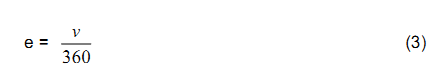 e = v/360 (3)